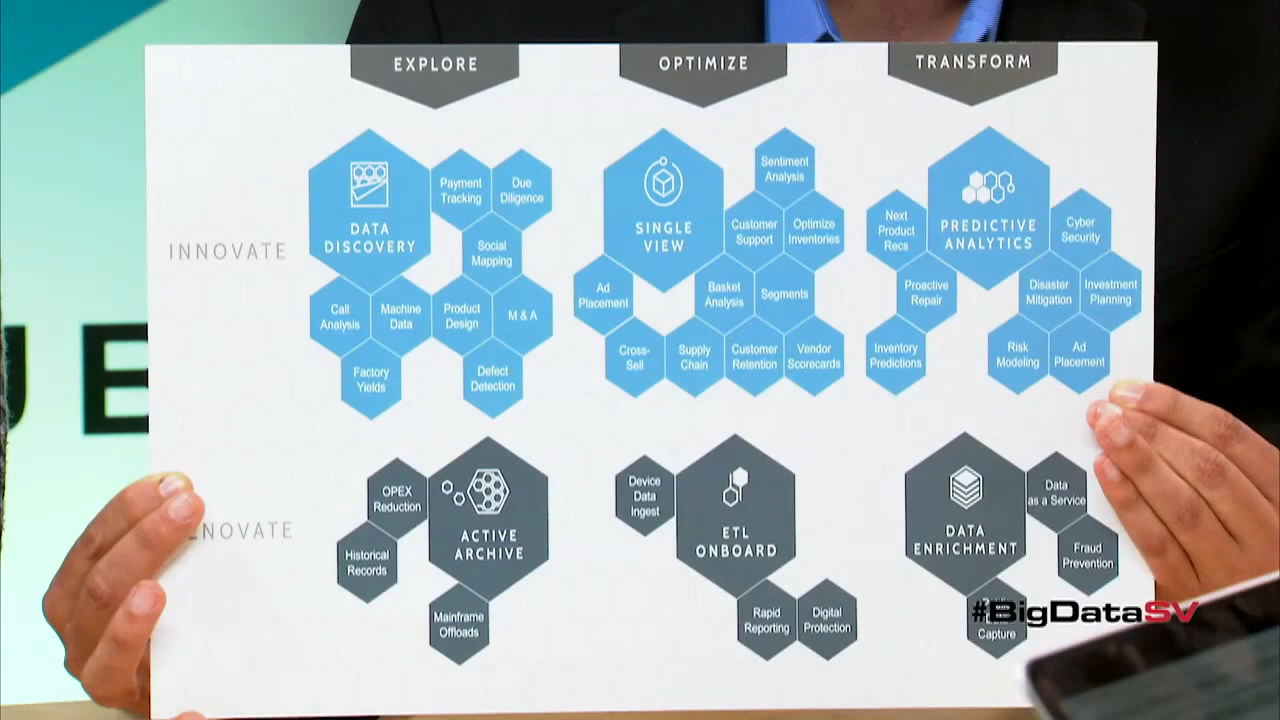 EXPLORE
OPTIMIZE
TRANSFORM
INNOVATE
DATA
DISCOVERY
Payment
Tracking
Due
Diligence
Social
Mapping
Call
Analysis
Machine
Data
Product
Design
M & A
Factory
Yields
Defect
Detection
SINGLE
VIEW
Sentiment
Analysis
Customer
Support
Optimize
Inventories
Ad
Placement
Basket
Analysis
Segments
Cross-
Sell
Supply
Chain
Customer
Retention
Vendor
Scorecards
PREDICTIVE
ANALYTICS
Next
Product
Recs
Cyber
Security
Proactive
Repair
Disaster
Mitigation
Investment
Planning
Inventory
Predictions
Risk
Modeling
Ad
Placement
ENOVATE
OPEX
Reduction
ACTIVE
ARCHIVE
Historical
Records
Mainframe
Offloads
Device
Data
Ingest
ETL
ONBOARD
Rapid
Reporting
Digital
Protection
DATA
ENRICHMENT
Data
as a Service
Fraud
Prevention
Capture
#BigDataSV
UE